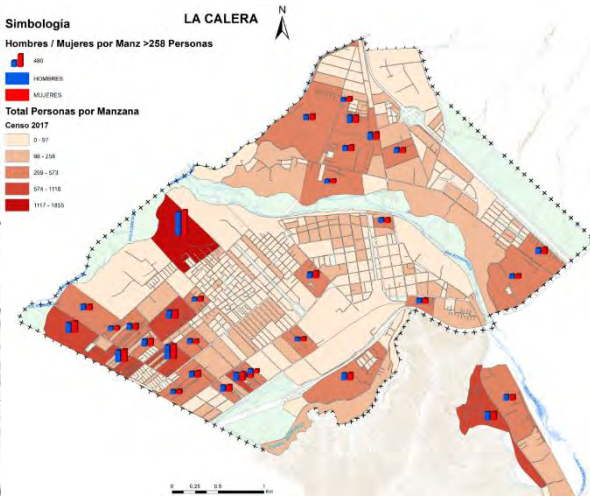 LA CALERA
N
Simbología
Hombres / Mujeres por Manz >258 Personas
460
HOMBRES
MUJERES
Total Personas por Manzana
Censo 2017
0 - 97
98 - 258
259 - 573
574 - 1116
1117 - 1855
0 0,25 0,5 1
KM